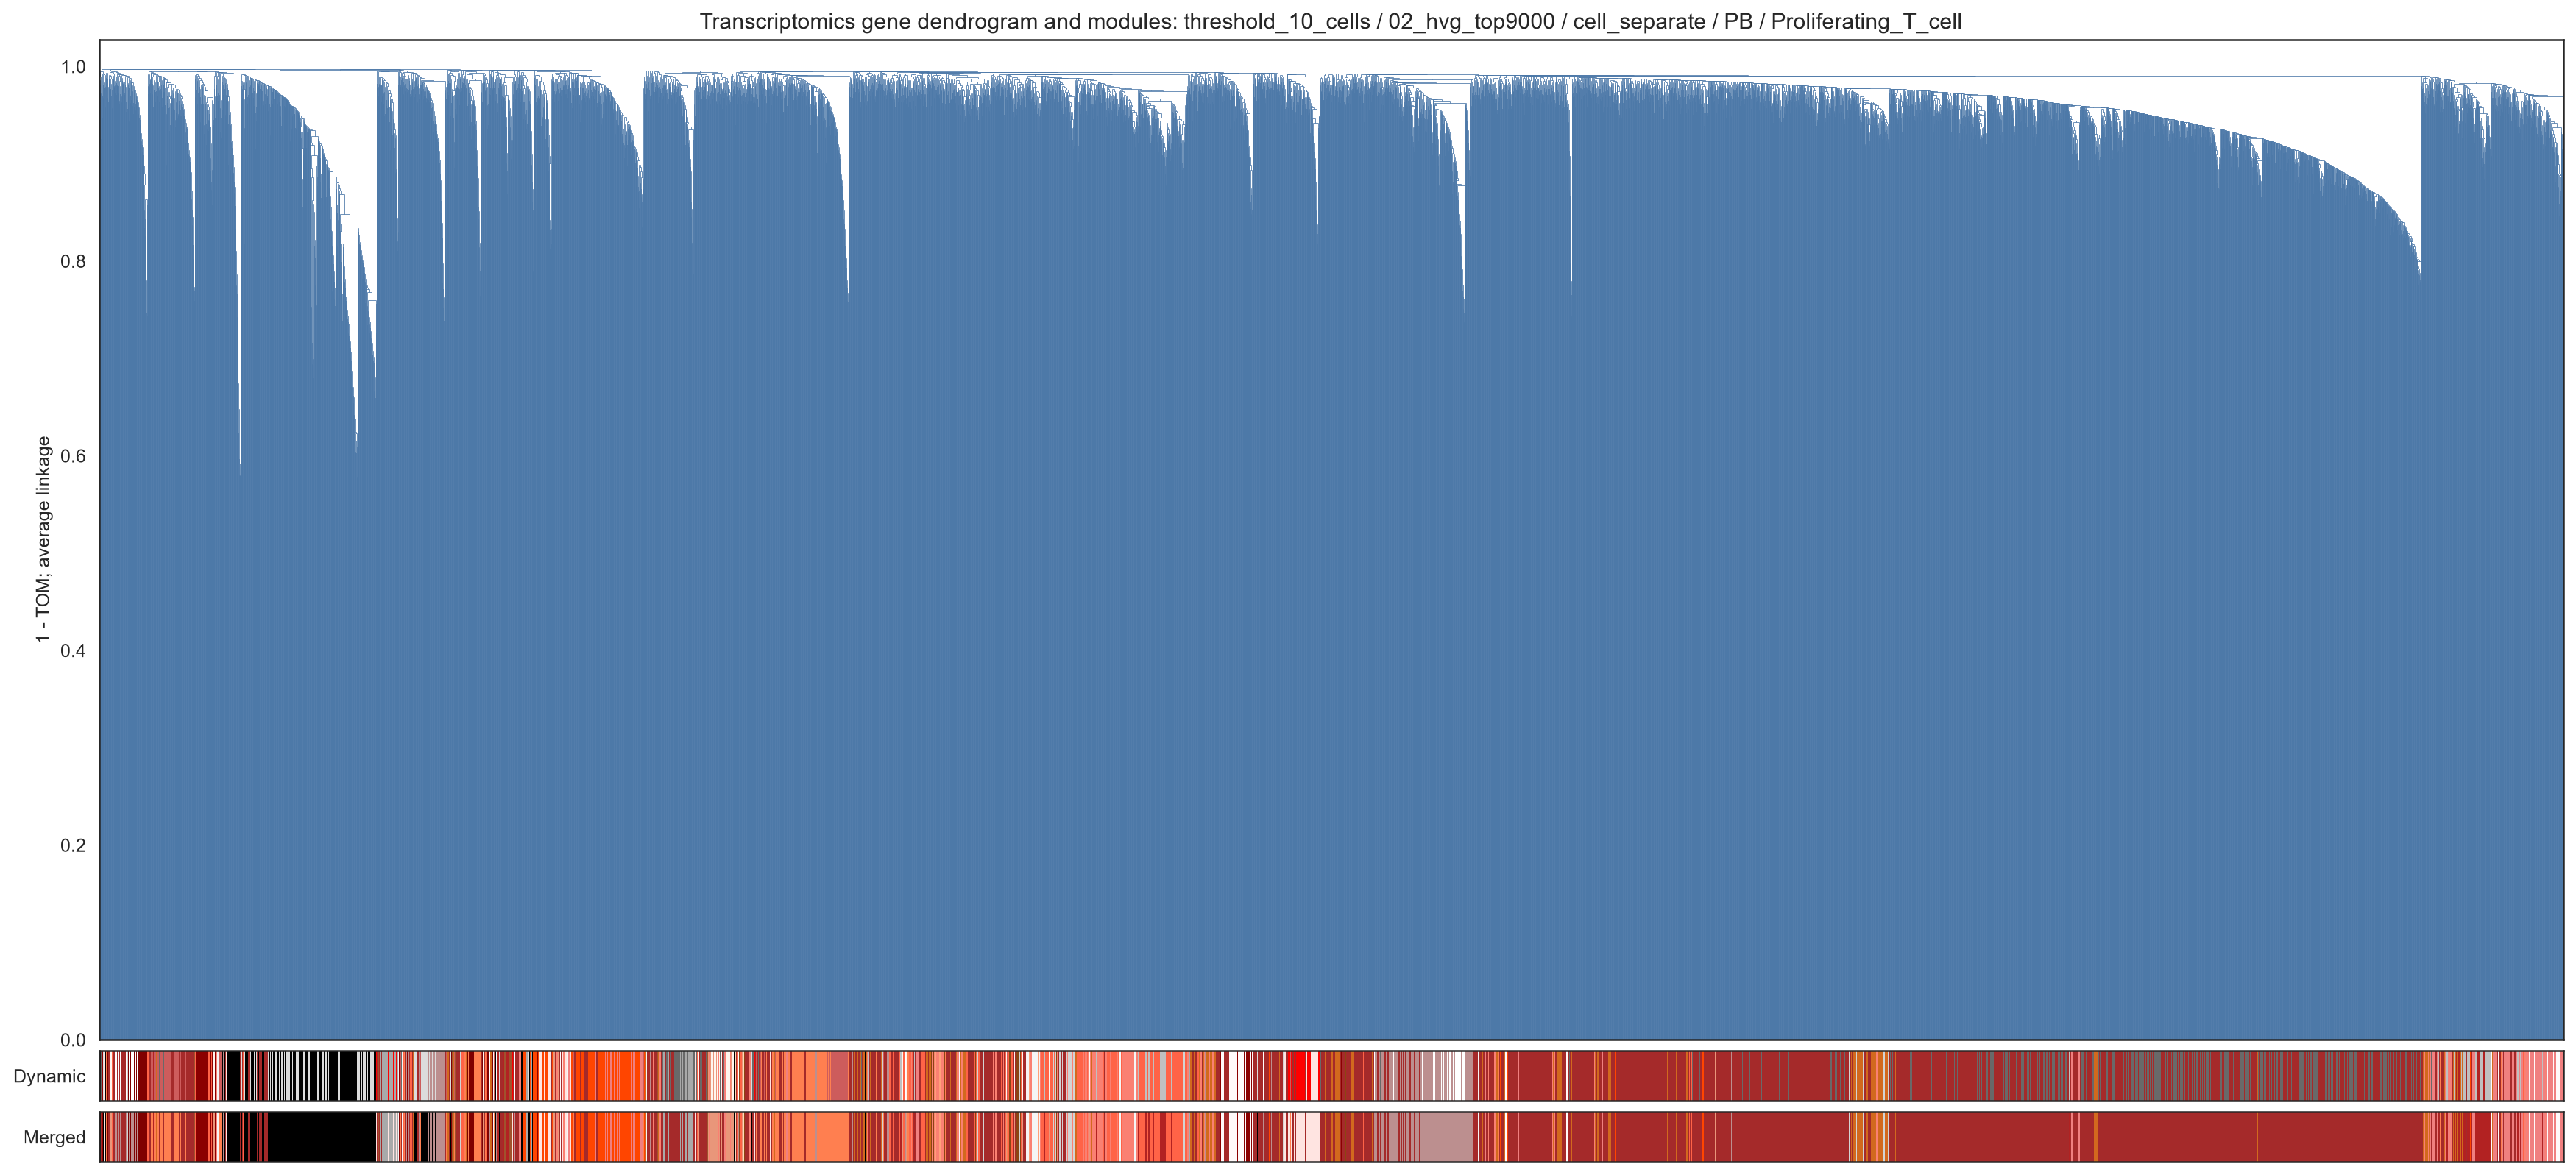 Transcriptomics gene dendrogram and modules: threshold_10_cells / 02_hvg_top9000 / cell_separate / PB / Proliferating_T_cell
1.0
0.8
0.6
0.4
0.2
0.0
1 - TOM; average linkage
Dynamic
Merged